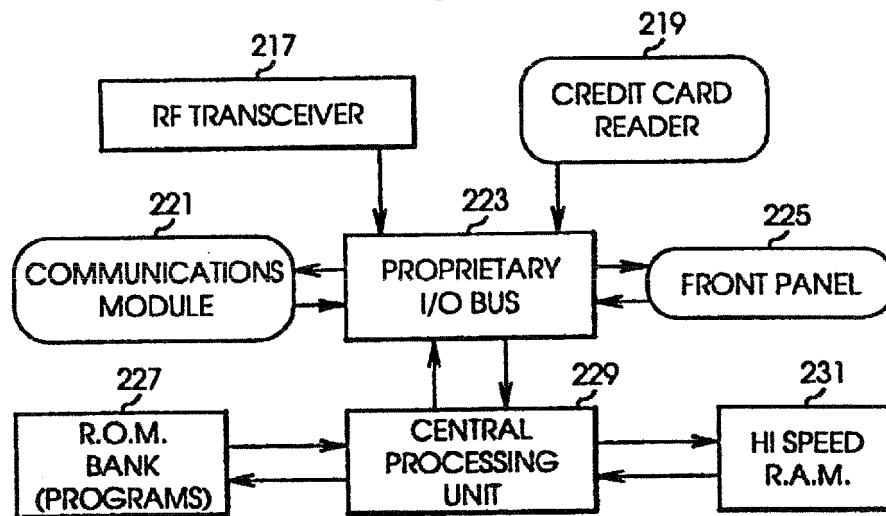 217
RF TRANSCEIVER
219
CREDIT CARD
READER
221
COMMUNICATIONS
MODULE
223
PROPRIETARY
I/O BUS
225
FRONT PANEL
227
R.O.M.
BANK
(PROGRAMS)
229
CENTRAL
PROCESSING
UNIT
231
HI SPEED
R.A.M.